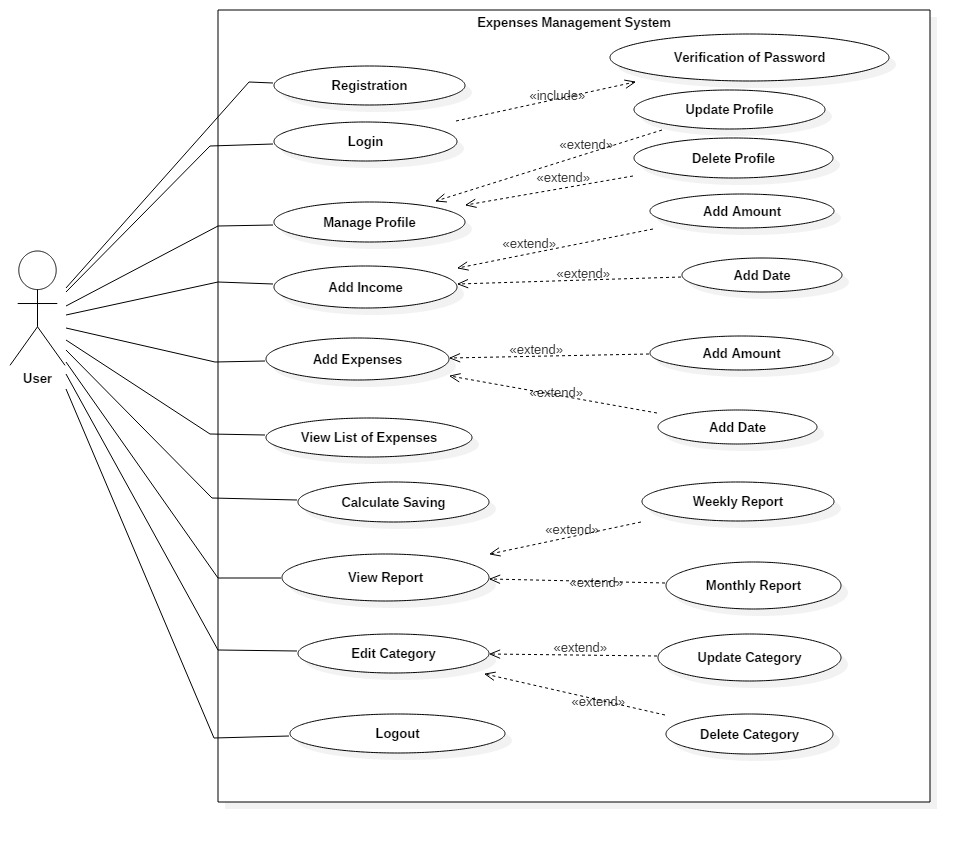 Expenses Management System
Verification of Password
Registration
«include»
Update Profile
Login
«extend»
Delete Profile
«extend»
Manage Profile
Add Amount
«extend»
Add Date
«extend»
Add Income
User
Add Expenses
«extend»
Add Amount
«extend»
Add Date
View List of Expenses
Calculate Saving
Weekly Report
«extend»
View Report
«extend»
Monthly Report
Edit Category
«extend»
Update Category
«extend»
Logout
Delete Category